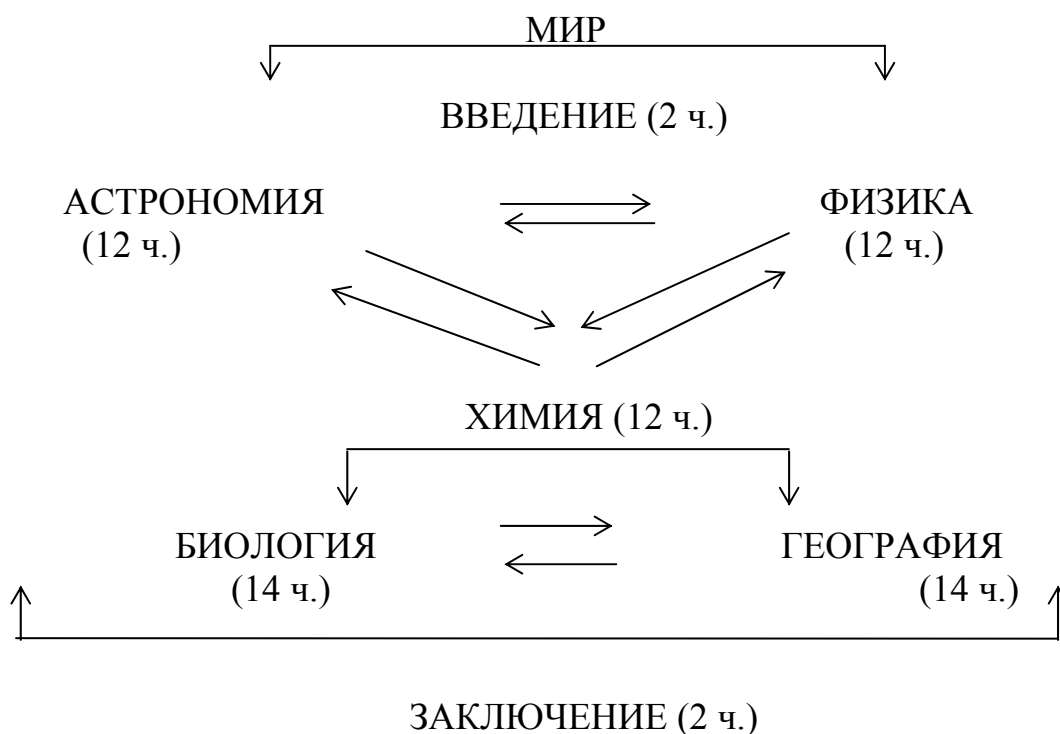 МИР
ВВЕДЕНИЕ (2 ч.)
АСТРОНОМИЯ ФИЗИКА
(12 ч.) (12 ч.)
ХИМИЯ (12 ч.)
БИОЛОГИЯ ГЕОГРАФИЯ
(14 ч.) (14 ч.)
ЗАКЛЮЧЕНИЕ (2 ч.)